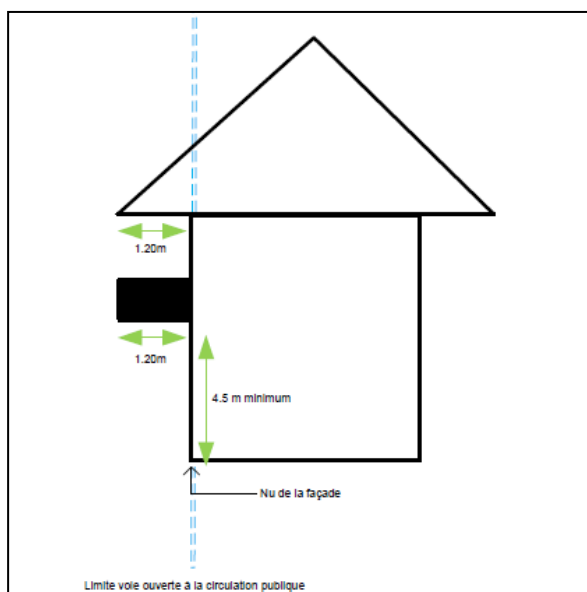 1.20m
1.20m
4.5 m minimum
Nu de la façade
Limite voie ouverte à la circulation publique